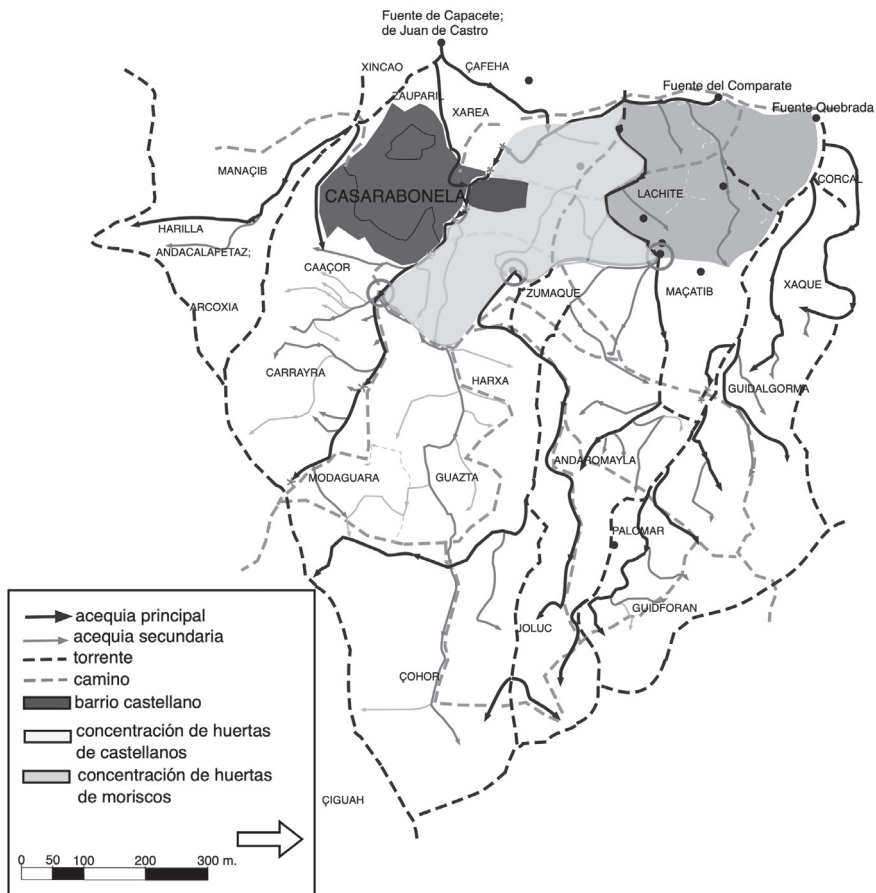 Fuente de Capacete;
de Juan de Castro
XINCAO
ÇAFEHA
Fuente del Comparate
ZAUPARIL
XAREA
Fuente Quebrada
MANAÇIB
CORCAL
CASARABONELA
LACHITE
HARILLA
ANDACALAFETAZ;
CAAÇOR
ZUMAQUE
MAÇATIB
XAQUE
ARCOXIA
CARRAYRA
HARXA
GUIDALGORMA
ANDAROMAYLA
MODAGUARA
GUAZTA
PALOMAR
GUIDFORAN
JOLUC
ÇOHOR
ÇIGUAH
acequia principal
acequia secundaria
torrente
camino
barrio castellano
concentración de huertas
de castellanos
concentración de huertas
de moriscos
0 50 100 200 300 m.